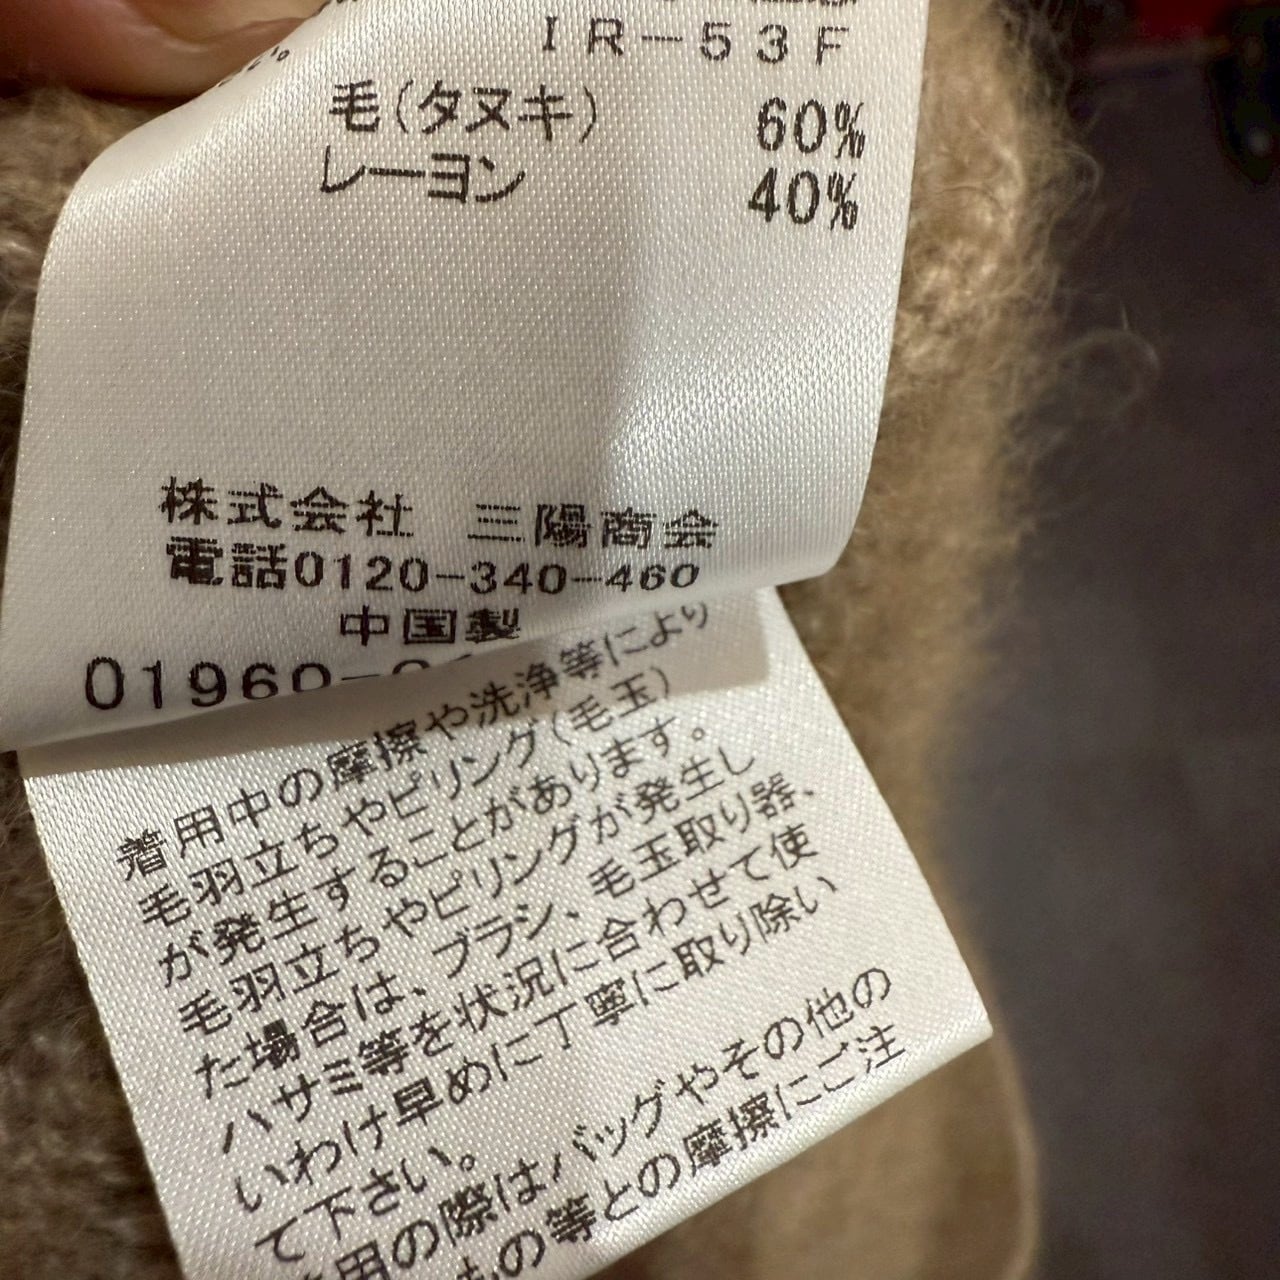 IR-53F
毛(タヌキ) 60%
レーヨン 40%
株式会社 三陽商会
電話0120-340-460
中国製
01960-
着用中の摩擦や洗浄等により
毛羽立ちやピリング(毛玉)
が発生することがあります。
毛羽立ちやピリングが発生し
た場合は、ブラシ、毛玉取り器、
ハサミ等を状況に合わせて使
いわけ早めに丁寧に取り除い
て下さい。
用の際はバッグやその他の
もの等との摩擦にご注